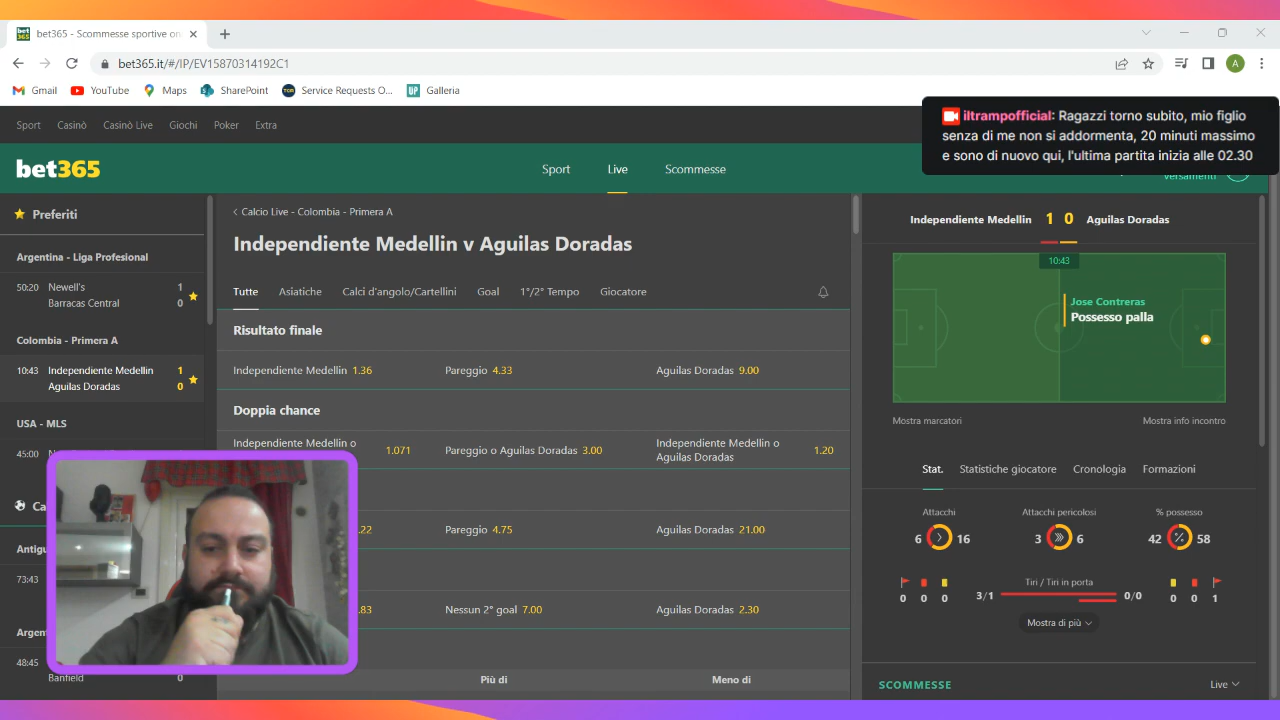 bet365 - Scommesse sportive on
bet365.it/#/IP/EV15870314192C1
Gmail YouTube Maps SharePoint Service Requests O... Galleria
iltrampofficial: Ragazzi torno subito, mio figlio
senza di me non si addormenta, 20 minuti massimo
e sono di nuovo qui, l'ultima partita inizia alle 02.30
Sport Casinò Casinò Live Giochi Poker Extra
bet365
Sport Live Scommesse
Versamenti
Preferiti
Argentina - Liga Profesional
50:20 Newell's 1
Barracas Central 0
Colombia - Primera A
10:43 Independiente Medellin 1
Aguilas Doradas 0
USA - MLS
45:00
Ca
Antigu
73:43
Argen
48:45
Banfield 0
Calcio Live - Colombia - Primera A
Independiente Medellin v Aguilas Doradas
Tutte Asiatiche Calci d'angolo/Cartellini Goal 1°/2° Tempo Giocatore
Risultato finale
Independiente Medellin 1.36 Pareggio 4.33 Aguilas Doradas 9.00
Doppia chance
Independiente Medellin o 1.071 Pareggio o Aguilas Doradas 3.00 Independiente Medellin o
Aguilas Doradas 1.20
.22 Pareggio 4.75 Aguilas Doradas 21.00
.83 Nessun 2° goal 7.00 Aguilas Doradas 2.30
Più di Meno di
Independiente Medellin 1 0 Aguilas Doradas
10:43
Jose Contreras
Possesso palla
Mostra marcatori Mostra info incontro
Stat. Statistiche giocatore Cronologia Formazioni
Attacchi Attacchi pericolosi % possesso
6 16 3 6 42 58
Tiri / Tiri in porta
0 0 0 3/1 0/0 0 0 1
Mostra di più
SCOMMESSE Live